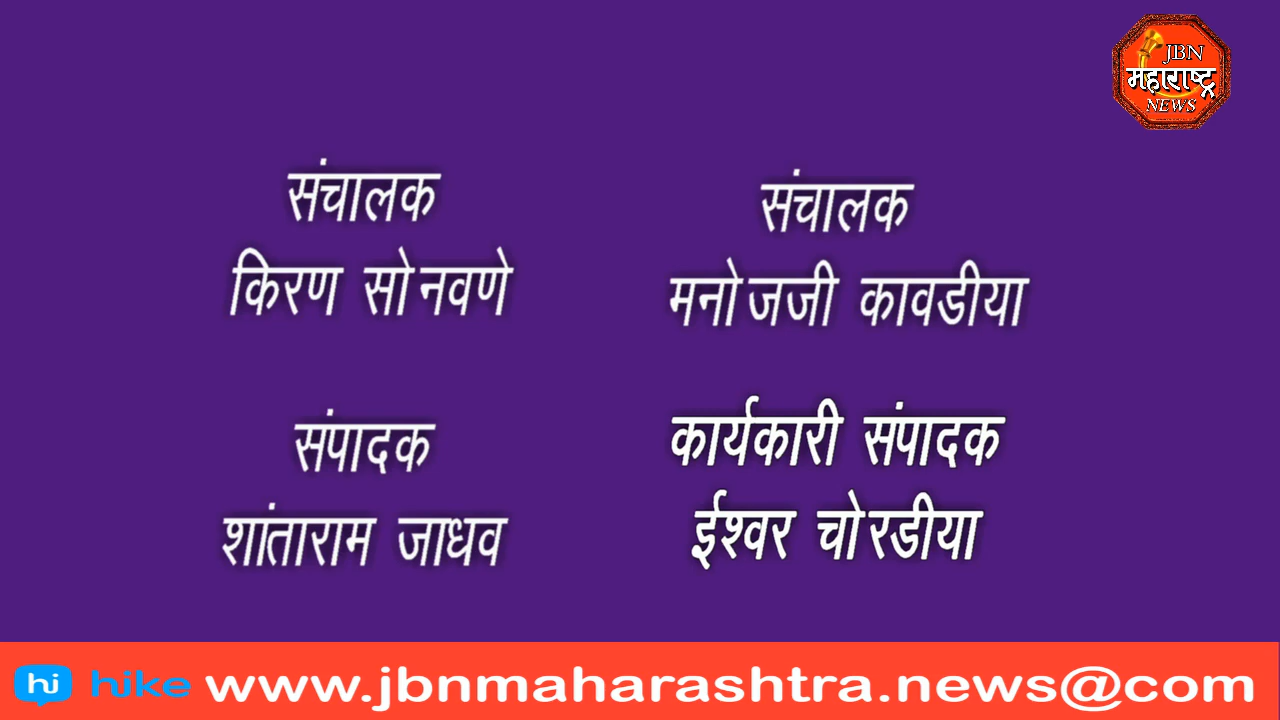 JBN
महाराष्ट्र
NEWS
संचालक
किरण सोनवणे
संचालक
मनोजजी कावडीया
संपादक
शांताराम जाधव
कार्यकारी संपादक
ईश्वर चोरडीया
hi hike www.jbnmaharashtra.news@com